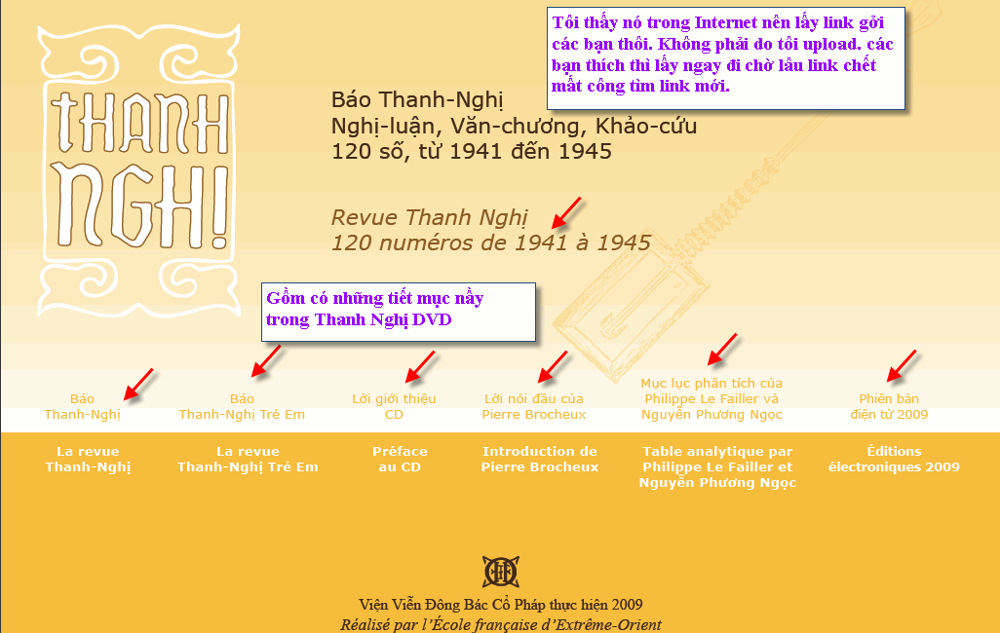 THANH
NGHỊ
Tôi thấy nó trong Internet nên lấy link gởi
các bạn thôi. Không phải do tôi upload. các
bạn thích thì lấy ngay đi chờ lâu link chết
mất công tìm link mới.
Báo Thanh-Nghị
Nghị-luận, Văn-chương, Khảo-cứu
120 số, từ 1941 đến 1945
Revue Thanh Nghị
120 numéros de 1941 à 1945
Gồm có những tiết mục nầy
trong Thanh Nghị DVD
Báo
Thanh-Nghị
Báo
Thanh-Nghị Trẻ Em
Lời giới thiệu
CD
Lời nói đầu của
Pierre Brocheux
Mục lục phân tích của
Philippe Le Failler và
Nguyễn Phương Ngọc
Phiên bản
điện tử 2009
La revue
Thanh-Nghị
La revue
Thanh-Nghị Trẻ Em
Préface
au CD
Introduction de
Pierre Brocheux
Table analytique par
Philippe Le Failler et
Nguyễn Phương Ngọc
Éditions
électroniques 2009
Viện Viễn Đông Bác Cổ Pháp thực hiện 2009
Réalisé par l'École française d'Extrême-Orient